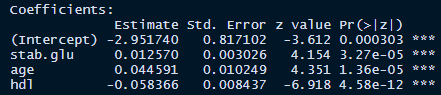 Coefficients:
Estimate Std. Error z value Pr(>|z|)
(Intercept) -2.951740 0.817102 -3.612 0.000303 ***
stab.glu 0.012570 0.003026 4.154 3.27e-05 ***
age 0.044591 0.010249 4.351 1.36e-05 ***
hdl -0.058366 0.008437 -6.918 4.58e-12 ***